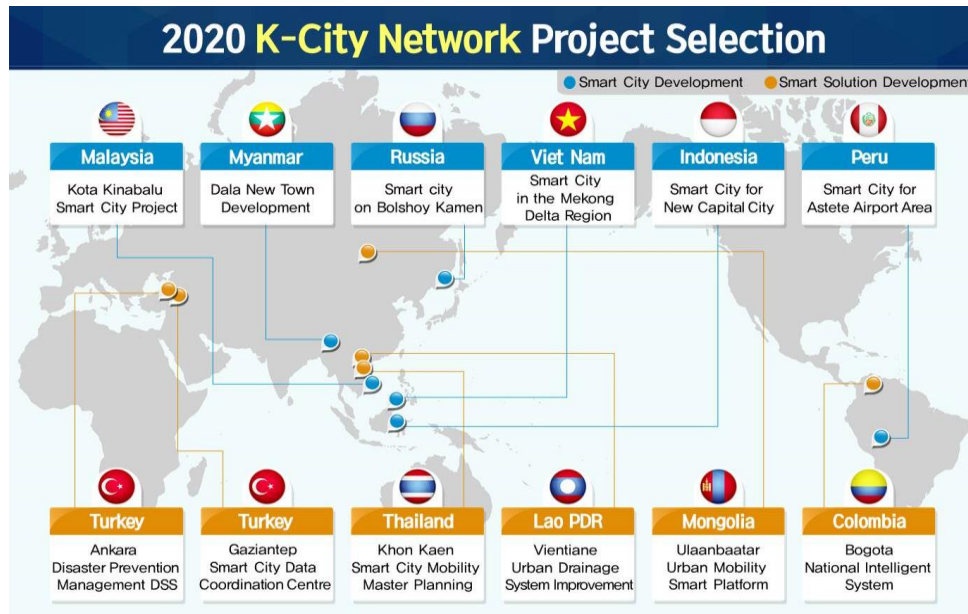 2020 K-City Network Project Selection
Smart City Development
Smart Solution Development
Malaysia
Kota Kinabalu
Smart City Project
Myanmar
Dala New Town
Development
Russia
Smart city
on Bolshoy Kamen
Viet Nam
Smart City
in the Mekong
Delta Region
Indonesia
Smart City for
New Capital City
Peru
Smart City for
Astete Airport Area
Turkey
Ankara
Disaster Prevention
Management DSS
Turkey
Gaziantep
Smart City Data
Coordination Centre
Thailand
Khon Kaen
Smart City Mobility
Master Planning
Lao PDR
Vientiane
Urban Drainage
System Improvement
Mongolia
Ulaanbaatar
Urban Mobility
Smart Platform
Colombia
Bogota
National Intelligent
System